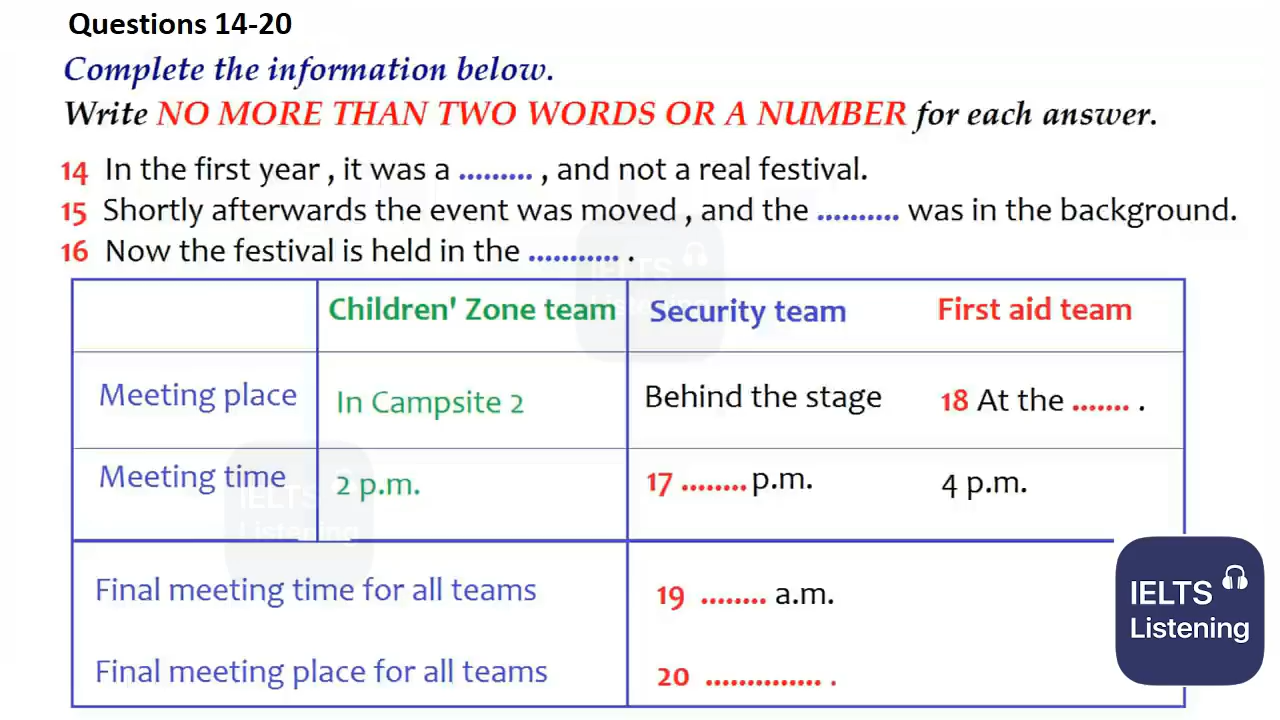 Questions 14-20
Complete the information below.
Write NO MORE THAN TWO WORDS OR A NUMBER for each answer.
14 In the first year , it was a ......... , and not a real festival.
15 Shortly afterwards the event was moved , and the .......... was in the background.
16 Now the festival is held in the ........... .
Children' Zone team Security team First aid team
Meeting place In Campsite 2 Behind the stage 18 At the ....... .
Meeting time 2 p.m. 17 ........ p.m. 4 p.m.
Final meeting time for all teams 19 ........ a.m.
Final meeting place for all teams 20 .............. .
IELTS
Listening
IELTS
Listening
IELTS
Listening